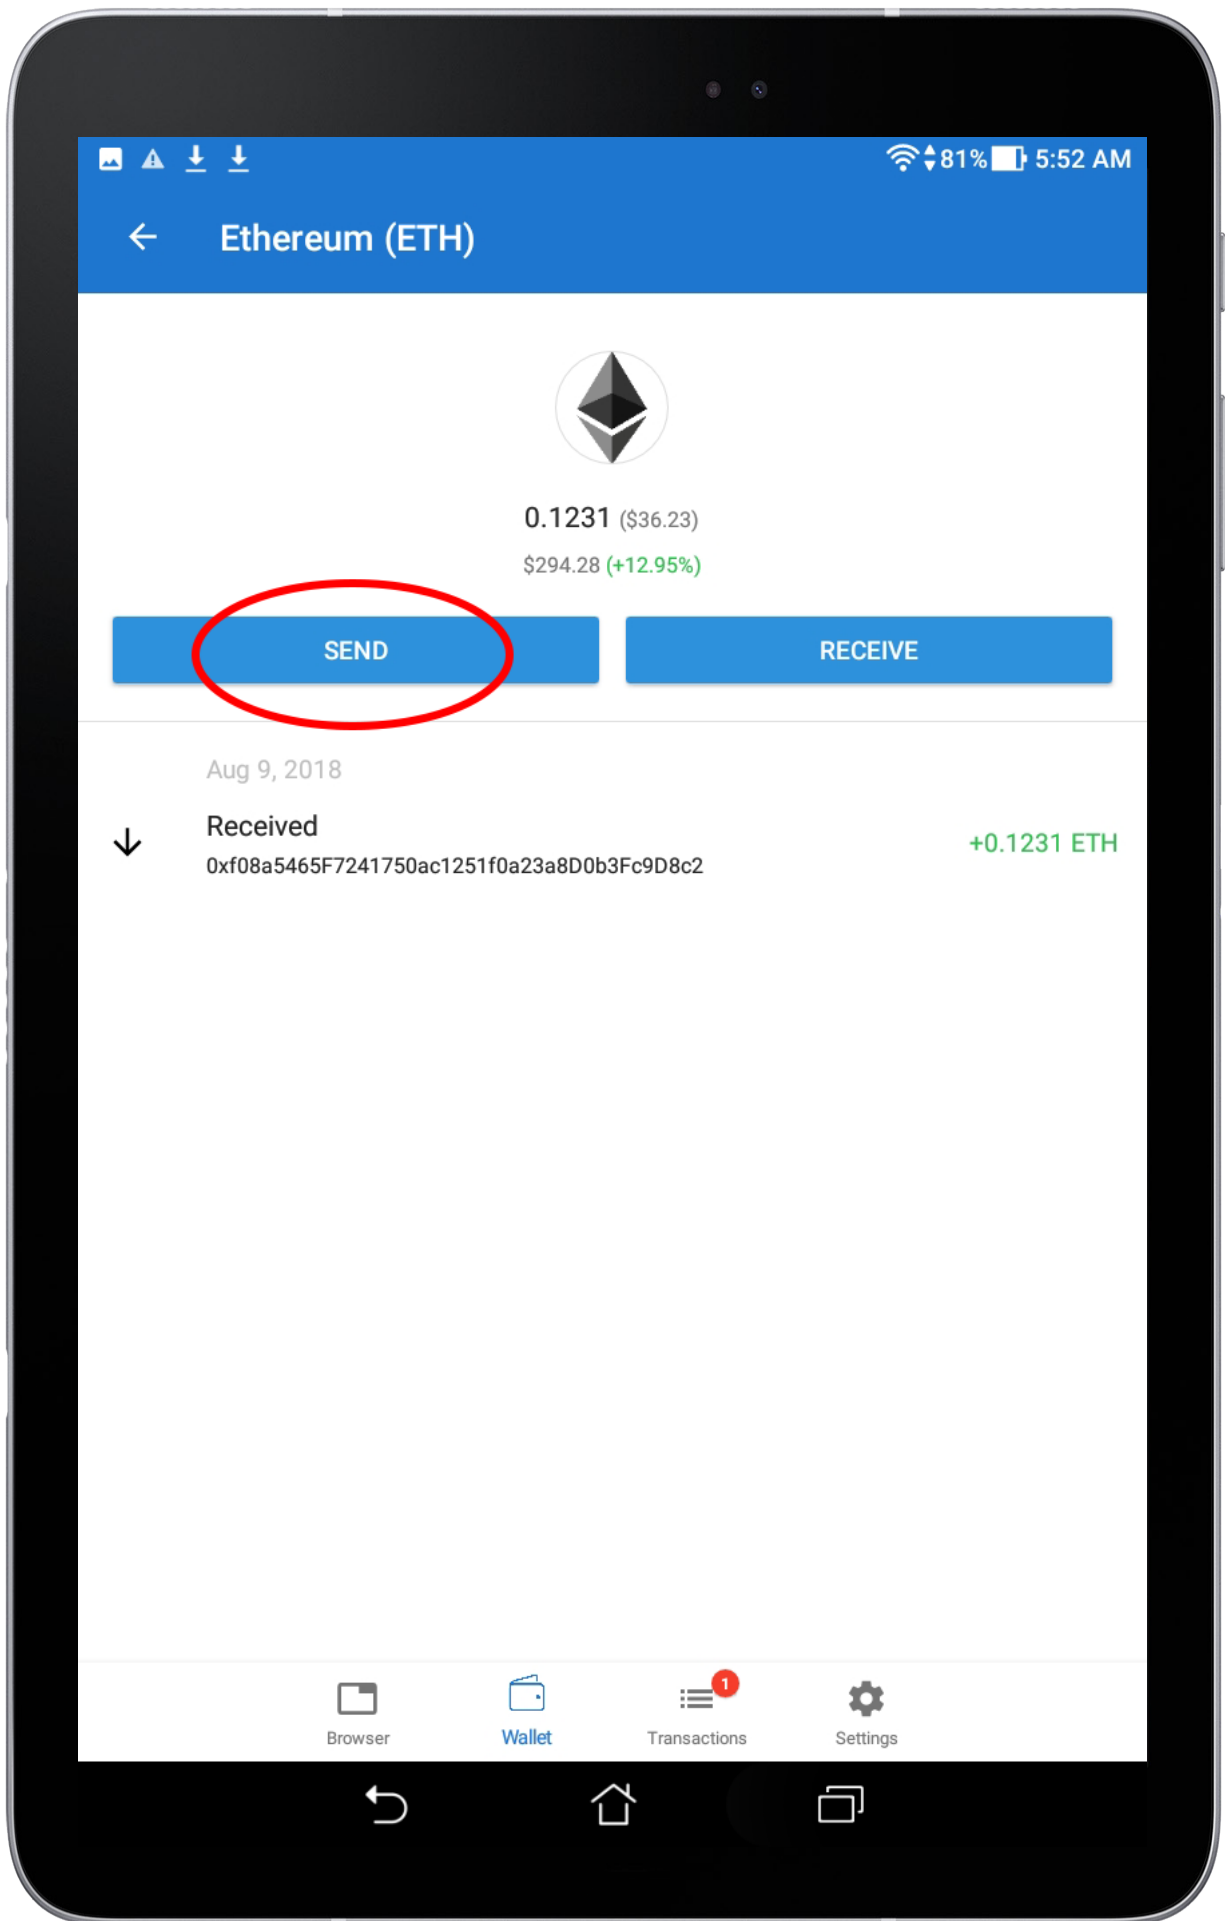 81% 5:52 AM
Ethereum (ETH)
0.1231 ($36.23)
$294.28 (+12.95%)
SEND
RECEIVE
Aug 9, 2018
Received
+0.1231 ETH
0xf08a5465F7241750ac1251f0a23a8D0b3Fc9D8c2
1
Browser
Wallet
Transactions
Settings